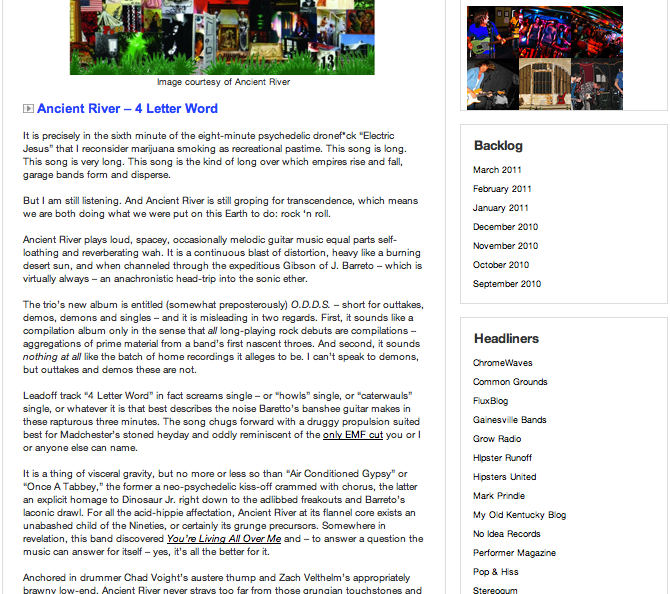 Image courtesy of Ancient River
Ancient River – 4 Letter Word
It is precisely in the sixth minute of the eight-minute psychedelic dronef*ck “Electric
Jesus” that I reconsider marijuana smoking as recreational pastime. This song is long.
This song is very long. This song is the kind of long over which empires rise and fall,
garage bands form and disperse.
But I am still listening. And Ancient River is still groping for transcendence, which means
we are both doing what we were put on this Earth to do: rock ‘n roll.
Ancient River plays loud, spacey, occasionally melodic guitar music equal parts self-
loathing and reverberating wah. It is a continuous blast of distortion, heavy like a burning
desert sun, and when channeled through the expeditious Gibson of J. Barreto – which is
virtually always – an anachronistic head-trip into the sonic ether.
The trio’s new album is entitled (somewhat preposterously) O.D.D.S. – short for outtakes,
demos, demons and singles – and it is misleading in two regards. First, it sounds like a
compilation album only in the sense that all long-playing rock debuts are compilations –
aggregations of prime material from a band’s first nascent throes. And second, it sounds
nothing at all like the batch of home recordings it alleges to be. I can’t speak to demons,
but outtakes and demos these are not.
Leadoff track “4 Letter Word” in fact screams single – or “howls” single, or “caterwauls”
single, or whatever it is that best describes the noise Baretto’s banshee guitar makes in
these rapturous three minutes. The song chugs forward with a druggy propulsion suited
best for Madchester’s stoned heyday and oddly reminiscent of the only EMF cut you or I
or anyone else can name.
It is a thing of visceral gravity, but no more or less so than “Air Conditioned Gypsy” or
“Once A Tabbey,” the former a neo-psychedelic kiss-off crammed with chorus, the latter
an explicit homage to Dinosaur Jr. right down to the adlibbed freakouts and Barreto’s
laconic drawl. For all the acid-hippie affectation, Ancient River at its flannel core exists an
unabashed child of the Nineties, or certainly its grunge precursors. Somewhere in
revelation, this band discovered You’re Living All Over Me and – to answer a question the
music can answer for itself – yes, it’s all the better for it.
Anchored in drummer Chad Voight’s austere thump and Zach Veltheim’s appropriately
brawny low-end, Ancient River never strays too far from those grungian touchstones and
Backlog
March 2011
February 2011
January 2011
December 2010
November 2010
October 2010
September 2010
Headliners
ChromeWaves
Common Grounds
FluxBlog
Gainesville Bands
Grow Radio
HIpster Runoff
Hipsters United
Mark Prindle
My Old Kentucky Blog
No Idea Records
Performer Magazine
Pop & Hiss
Stereogum